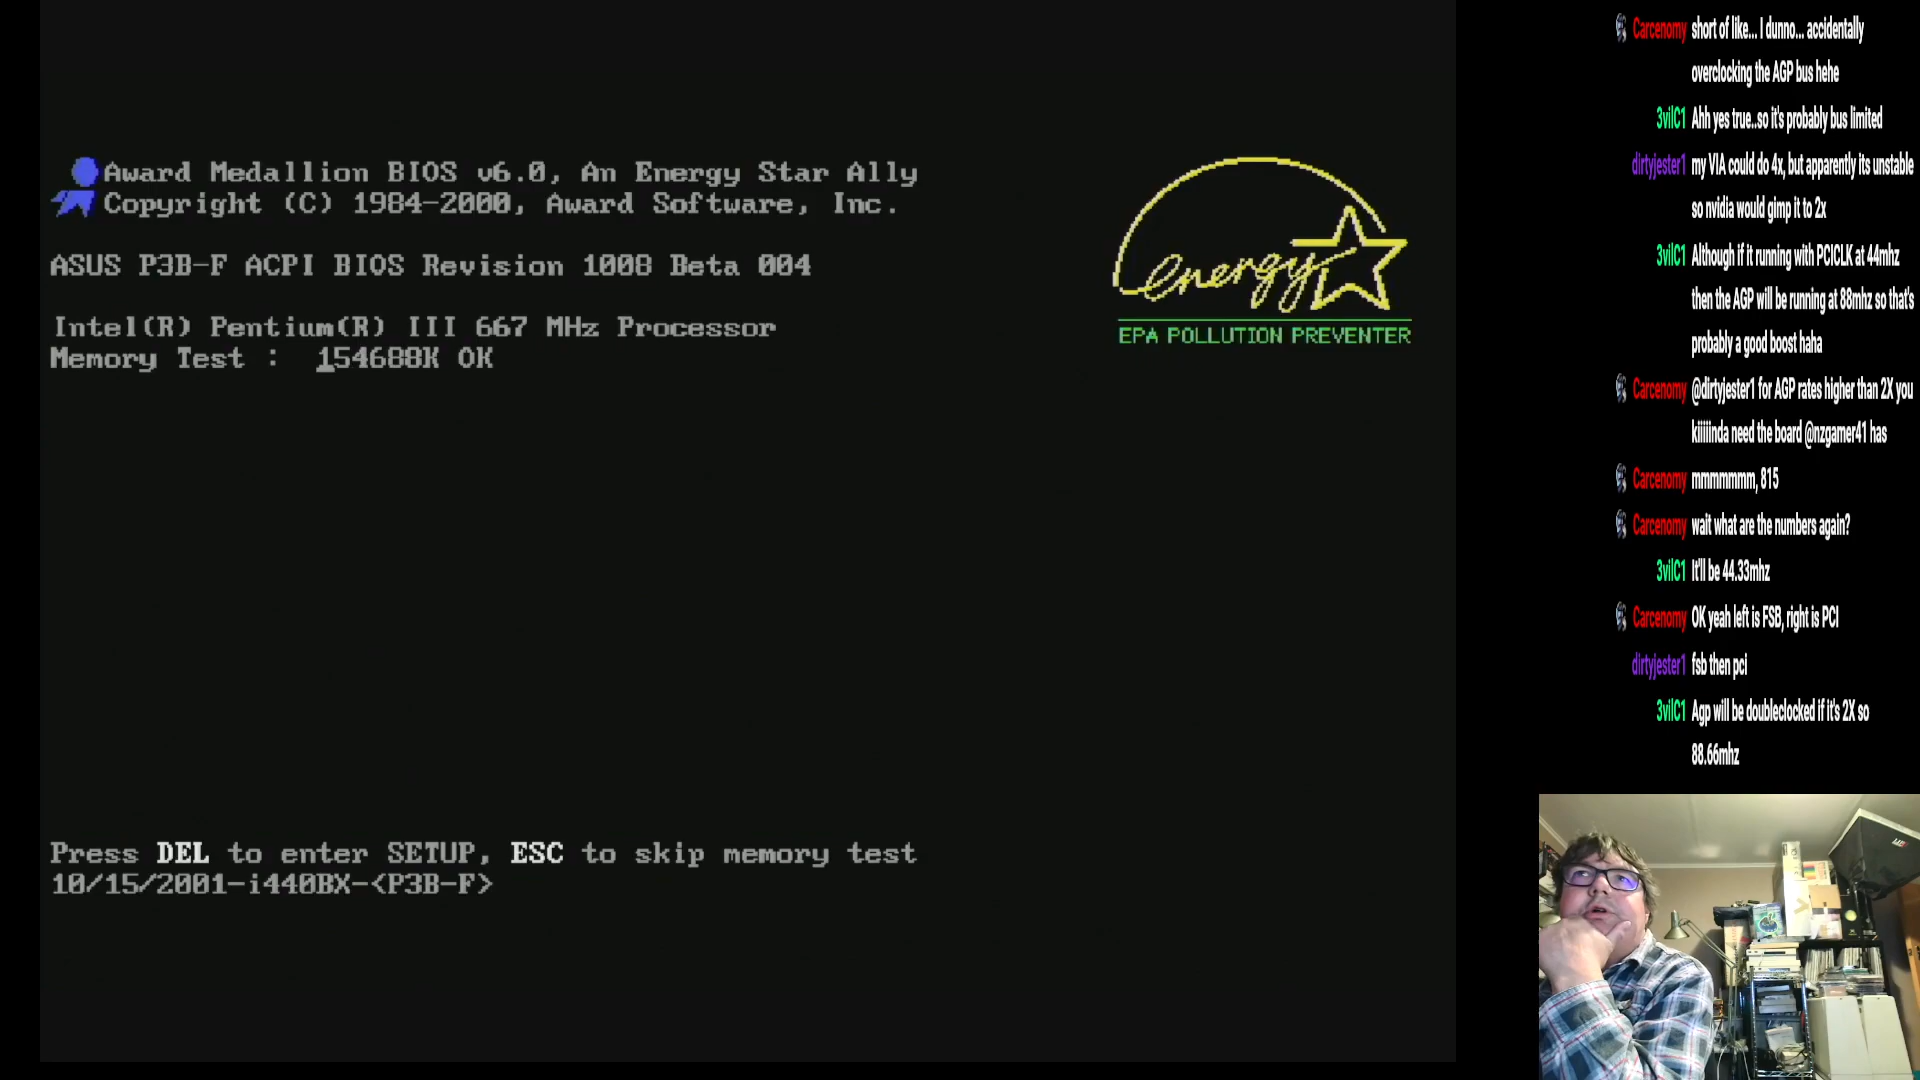 Award Medallion BIOS v6.0, An Energy Star Ally
Copyright (C) 1984-2000, Award Software, Inc.
ASUS P3B-F ACPI BIOS Revision 1008 Beta 004
Intel(R) Pentium(R) III 667 MHz Processor
Memory Test :  154688K OK
energy
EPA POLLUTION PREVENTER
Press DEL to enter SETUP, ESC to skip memory test
10/15/2001-i440BX-<P3B-F>
Carcenomy short of like... I dunno... accidentally
overclocking the AGP bus hehe
3vilC1 Ahh yes true..so it's probably bus limited
dirtyjester1 my VIA could do 4x, but apparently its unstable
so nvidia would gimp it to 2x
3vilC1 Although if it running with PCICLK at 44mhz
then the AGP will be running at 88mhz so that's
probably a good boost haha
Carcenomy @dirtyjester1 for AGP rates higher than 2X you
kiiiiinda need the board @nzgamer41 has
Carcenomy mmmmmmm, 815
Carcenomy wait what are the numbers again?
3vilC1 It'll be 44.33mhz
Carcenomy OK yeah left is FSB, right is PCI
dirtyjester1 fsb then pci
3vilC1 Agp will be doubleclocked if it's 2X so
88.66mhz